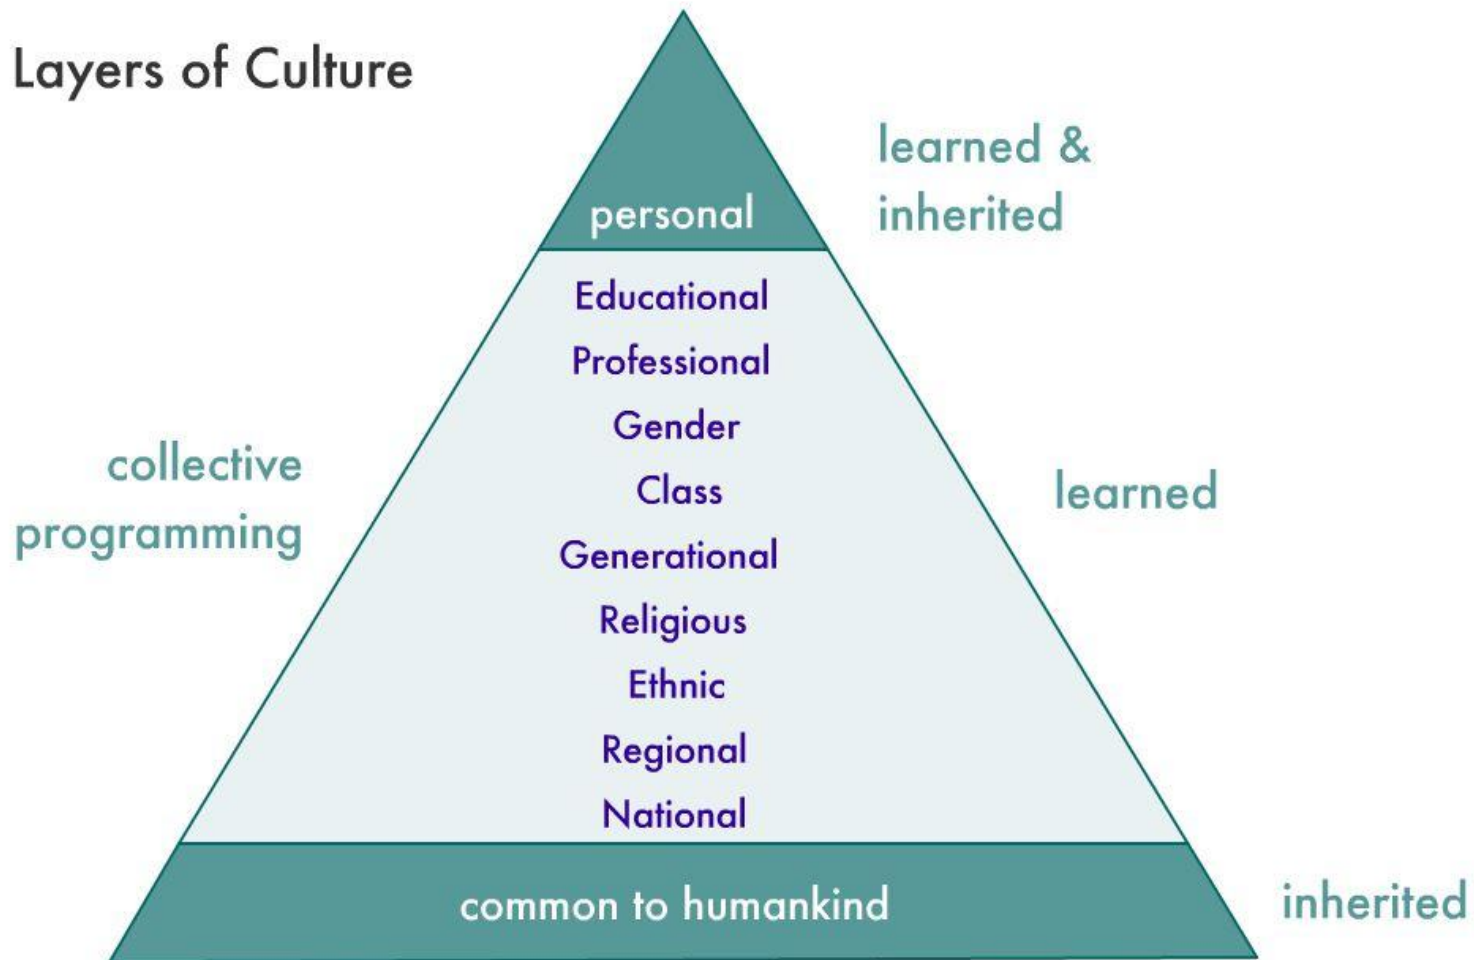 Layers of Culture
learned &
inherited
personal
Educational
Professional
Gender
Class
Generational
Religious
Ethnic
Regional
National
collective
programming
learned
common to humankind
inherited